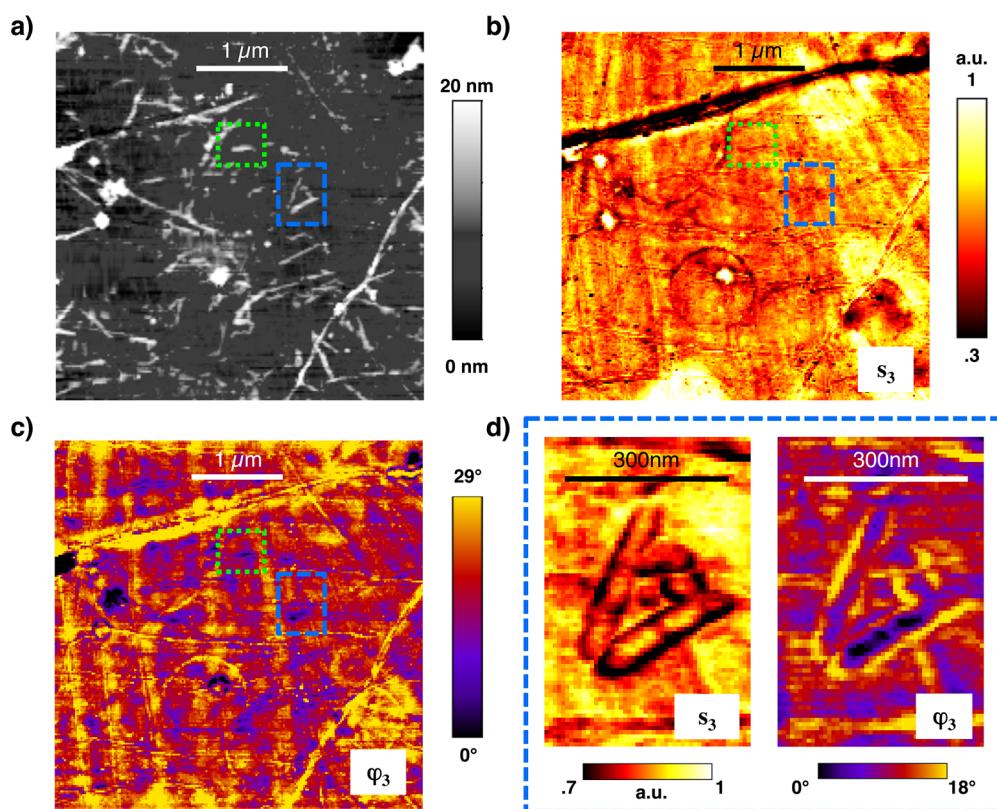 a)
1 µm
20 nm
0 nm
b)
1 µm
a.u.
1
.3
s3
c)
1 µm
29°
0°
φ3
d)
300nm
300nm
s3
φ3
.7
a.u.
1
0°
18°